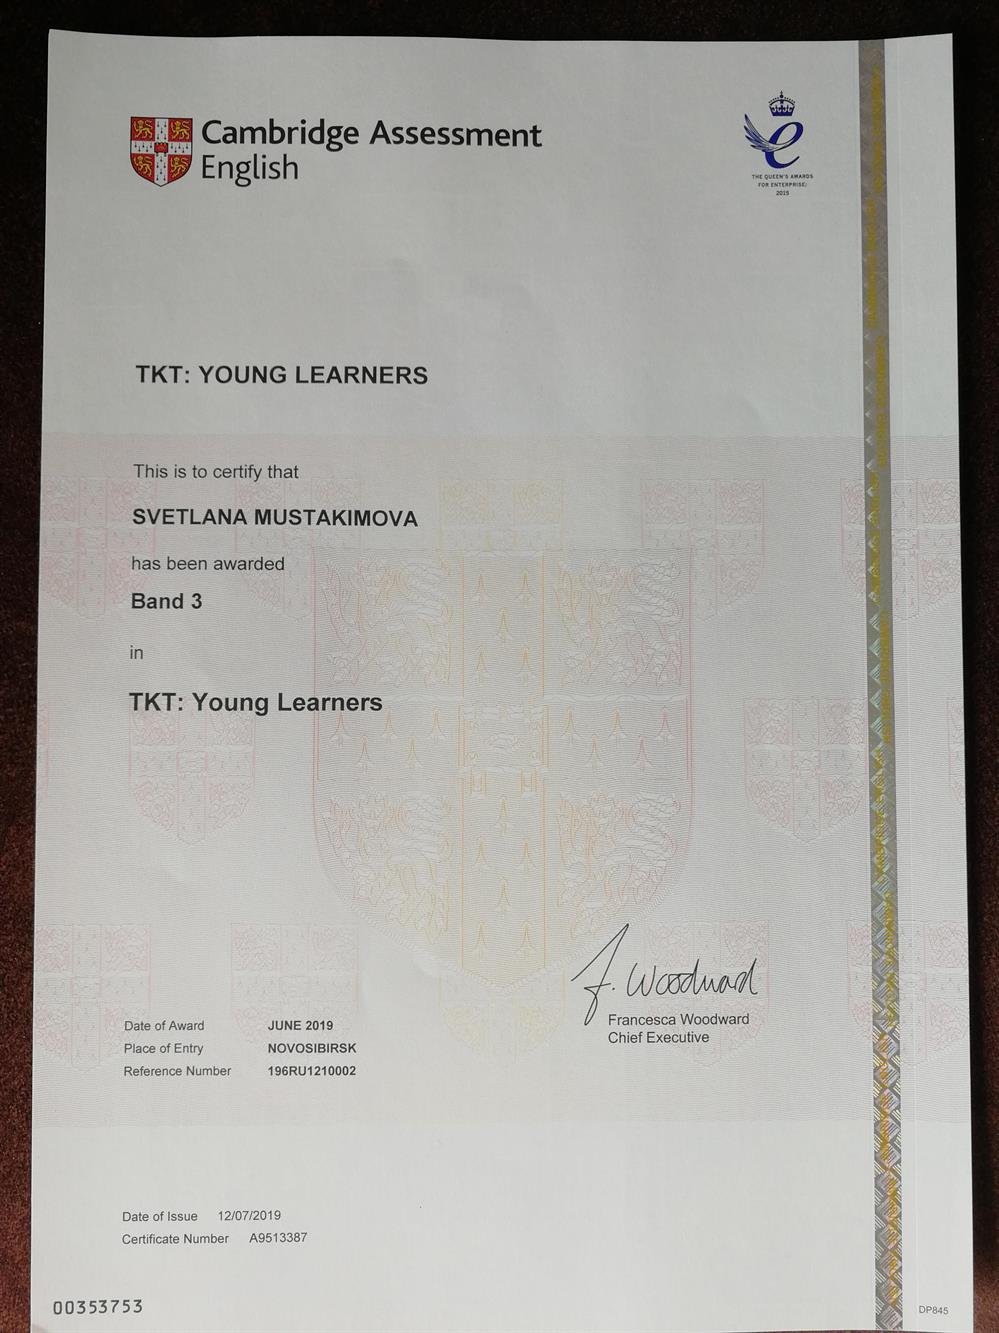 Cambridge Assessment
English
THE QUEEN'S AWARDS
FOR ENTERPRISE:
2015
TKT: YOUNG LEARNERS
This is to certify that
SVETLANA MUSTAKIMOVA
has been awarded
Band 3
in
TKT: Young Learners
F. Woodward
Francesca Woodward
Chief Executive
Date of Award JUNE 2019
Place of Entry NOVOSIBIRSK
Reference Number 196RU1210002
Date of Issue 12/07/2019
Certificate Number A9513387
00353753
DP845